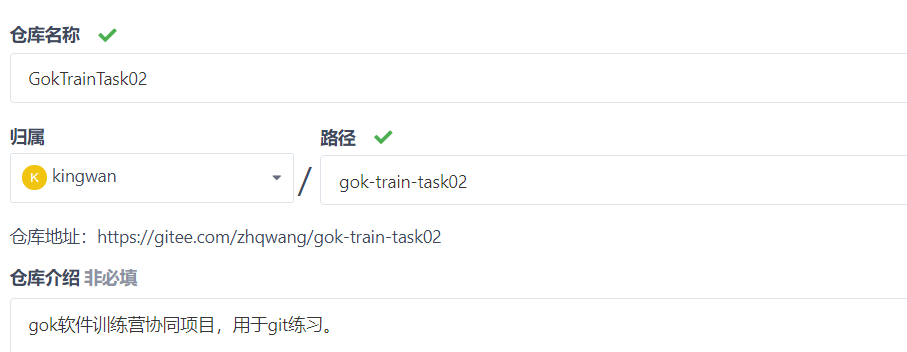 仓库名称
GokTrainTask02
归属 路径
K kingwan / gok-train-task02
仓库地址：https://gitee.com/zhqwang/gok-train-task02
仓库介绍 非必填
gok软件训练营协同项目，用于git练习。